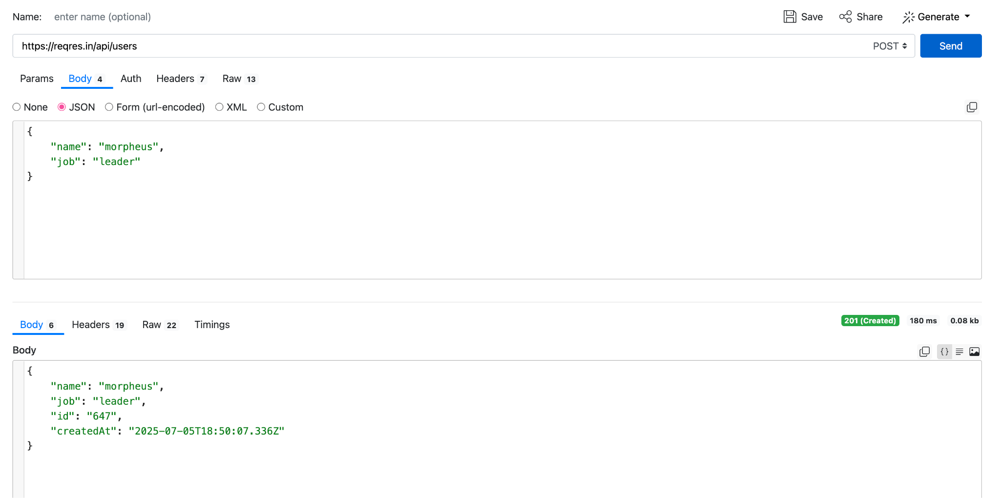 Name: enter name (optional) Save Share Generate
https://reqres.in/api/users POST Send
Params Body 4 Auth Headers 7 Raw 13
None JSON Form (url-encoded) XML Custom
{
"name": "morpheus",
"job": "leader"
}
Body 6 Headers 19 Raw 22 Timings 201 (Created) 180 ms 0.08 kb
Body {}
{
"name": "morpheus",
"job": "leader",
"id": "647",
"createdAt": "2025-07-05T18:50:07.336Z"
}